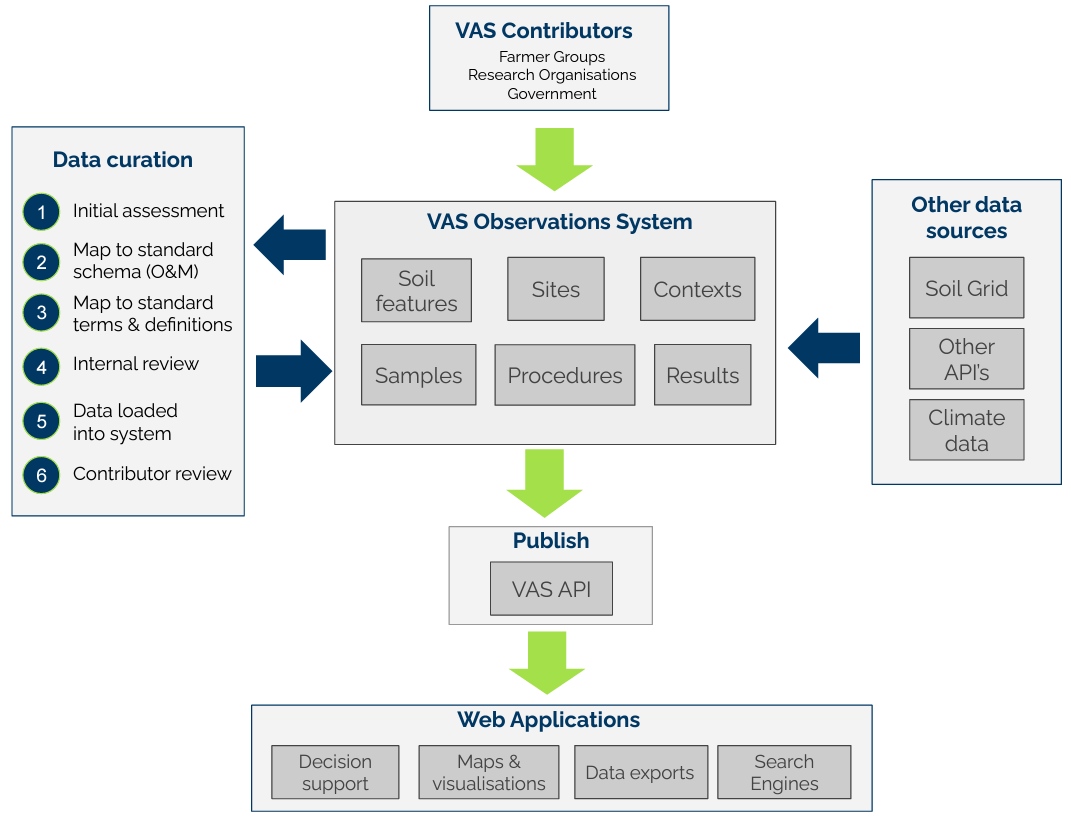 VAS Contributors
Farmer Groups
Research Organisations
Government
Data curation
1 Initial assessment
2 Map to standard
schema (O&M)
3 Map to standard
terms & definitions
4 Internal review
5 Data loaded
into system
6 Contributor review
VAS Observations System
Soil
features
Sites
Contexts
Samples
Procedures
Results
Other data
sources
Soil Grid
Other
API's
Climate
data
Publish
VAS API
Web Applications
Decision
support
Maps &
visualisations
Data exports
Search
Engines